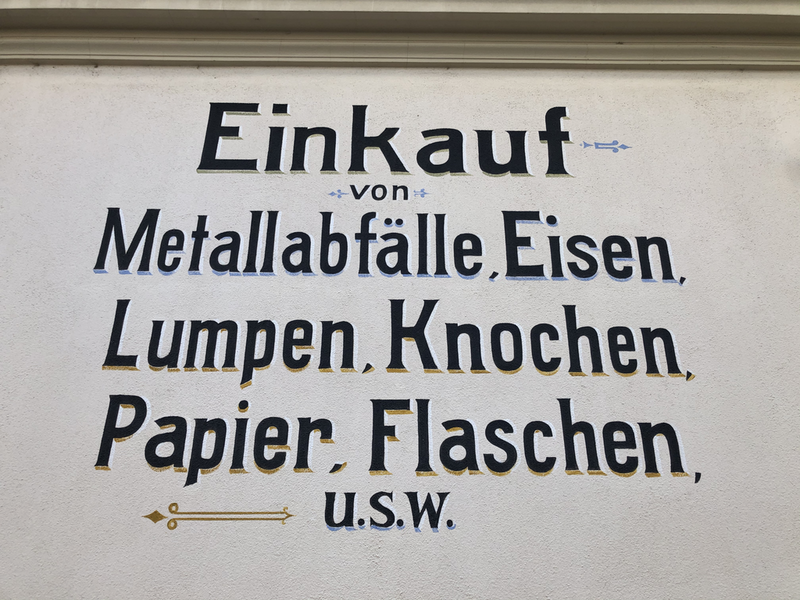 Einkauf
von
Metallabfälle, Eisen,
Lumpen, Knochen,
Papier, Flaschen,
u.s.w.